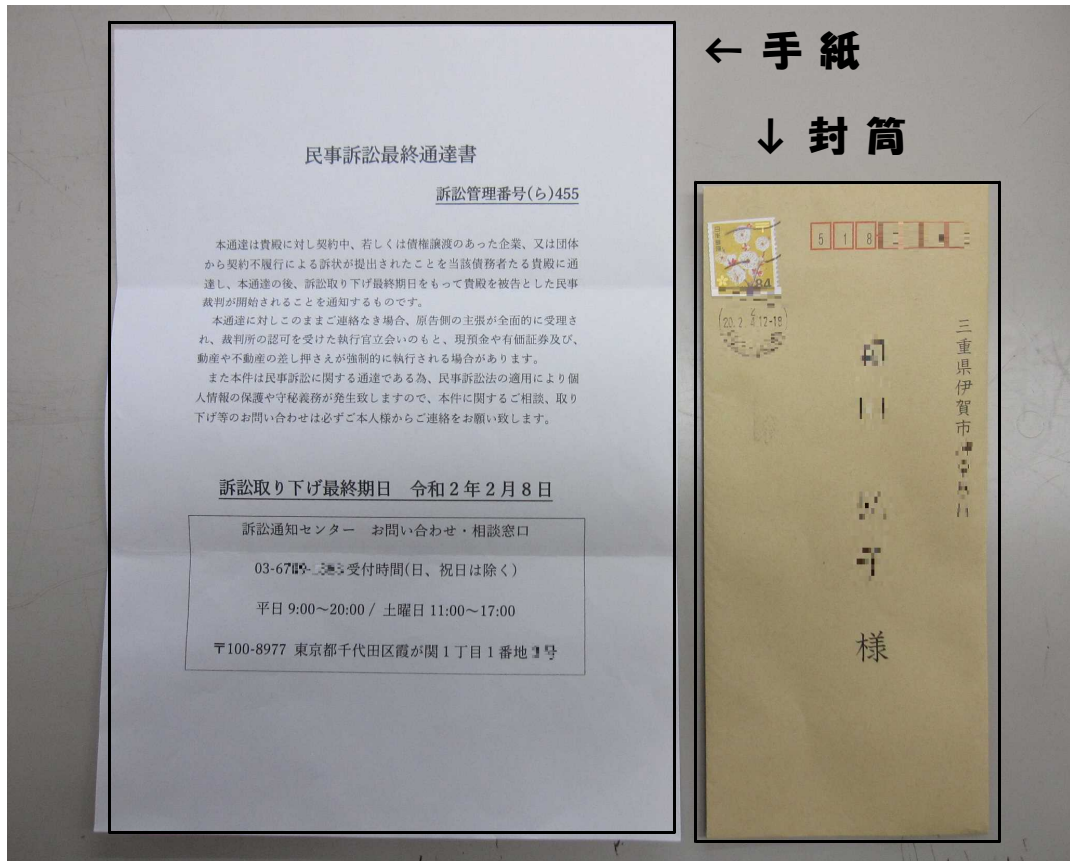 ← 手紙
↓ 封筒
民事訴訟最終通達書
訴訟管理番号(ら)455
本通達は貴殿に対し契約中、若しくは債権譲渡のあった企業、又は団体
から契約不履行による訴状が提出されたことを当該債務者たる貴殿に通
達し、本通達の後、訴訟取り下げ最終期日をもって貴殿を被告とした民事
裁判が開始されることを通知するものです。
本通達に対しこのままご連絡なき場合、原告側の主張が全面的に受理さ
れ、裁判所の認可を受けた執行官立会いのもと、現預金や有価証券及び、
動産や不動産の差し押さえが強制的に執行される場合があります。
また本件は民事訴訟に関する通達である為、民事訴訟法の適用により個
人情報の保護や守秘義務が発生致しますので、本件に関するご相談、取り
下げ等のお問い合わせは必ずご本人様からご連絡をお願い致します。
訴訟取り下げ最終期日 令和2年2月8日
訴訟通知センター お問い合わせ・相談窓口
03-67 受付時間(日、祝日は除く)
平日 9:00～20:00 / 土曜日 11:00～17:00
〒100-8977 東京都千代田区霞が関1丁目1番地 号
日本郵便
84
20.2.4 12-18
518
三重県伊賀市
様